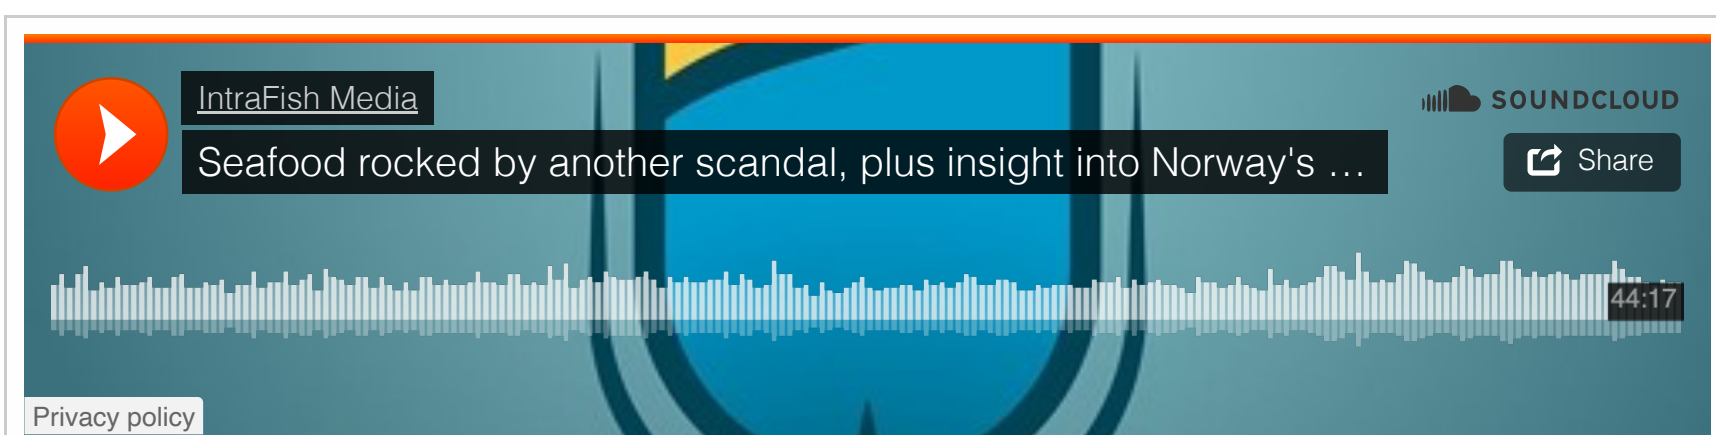 IntraFish Media
SOUNDCLOUD
Seafood rocked by another scandal, plus insight into Norway's ...
Share
44:17
Privacy policy